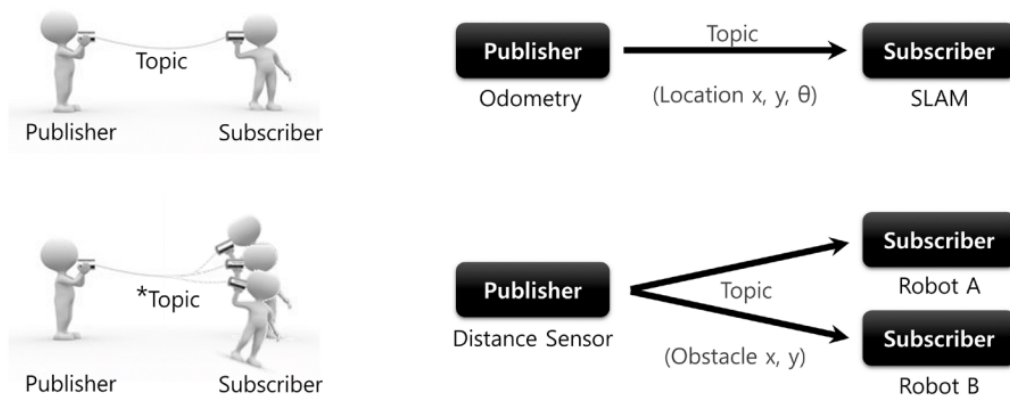 Topic
Publisher
Subscriber
Publisher
Odometry
Topic
(Location x, y, θ)
Subscriber
SLAM
*Topic
Publisher
Subscriber
Publisher
Distance Sensor
Topic
(Obstacle x, y)
Subscriber
Robot A
Subscriber
Robot B